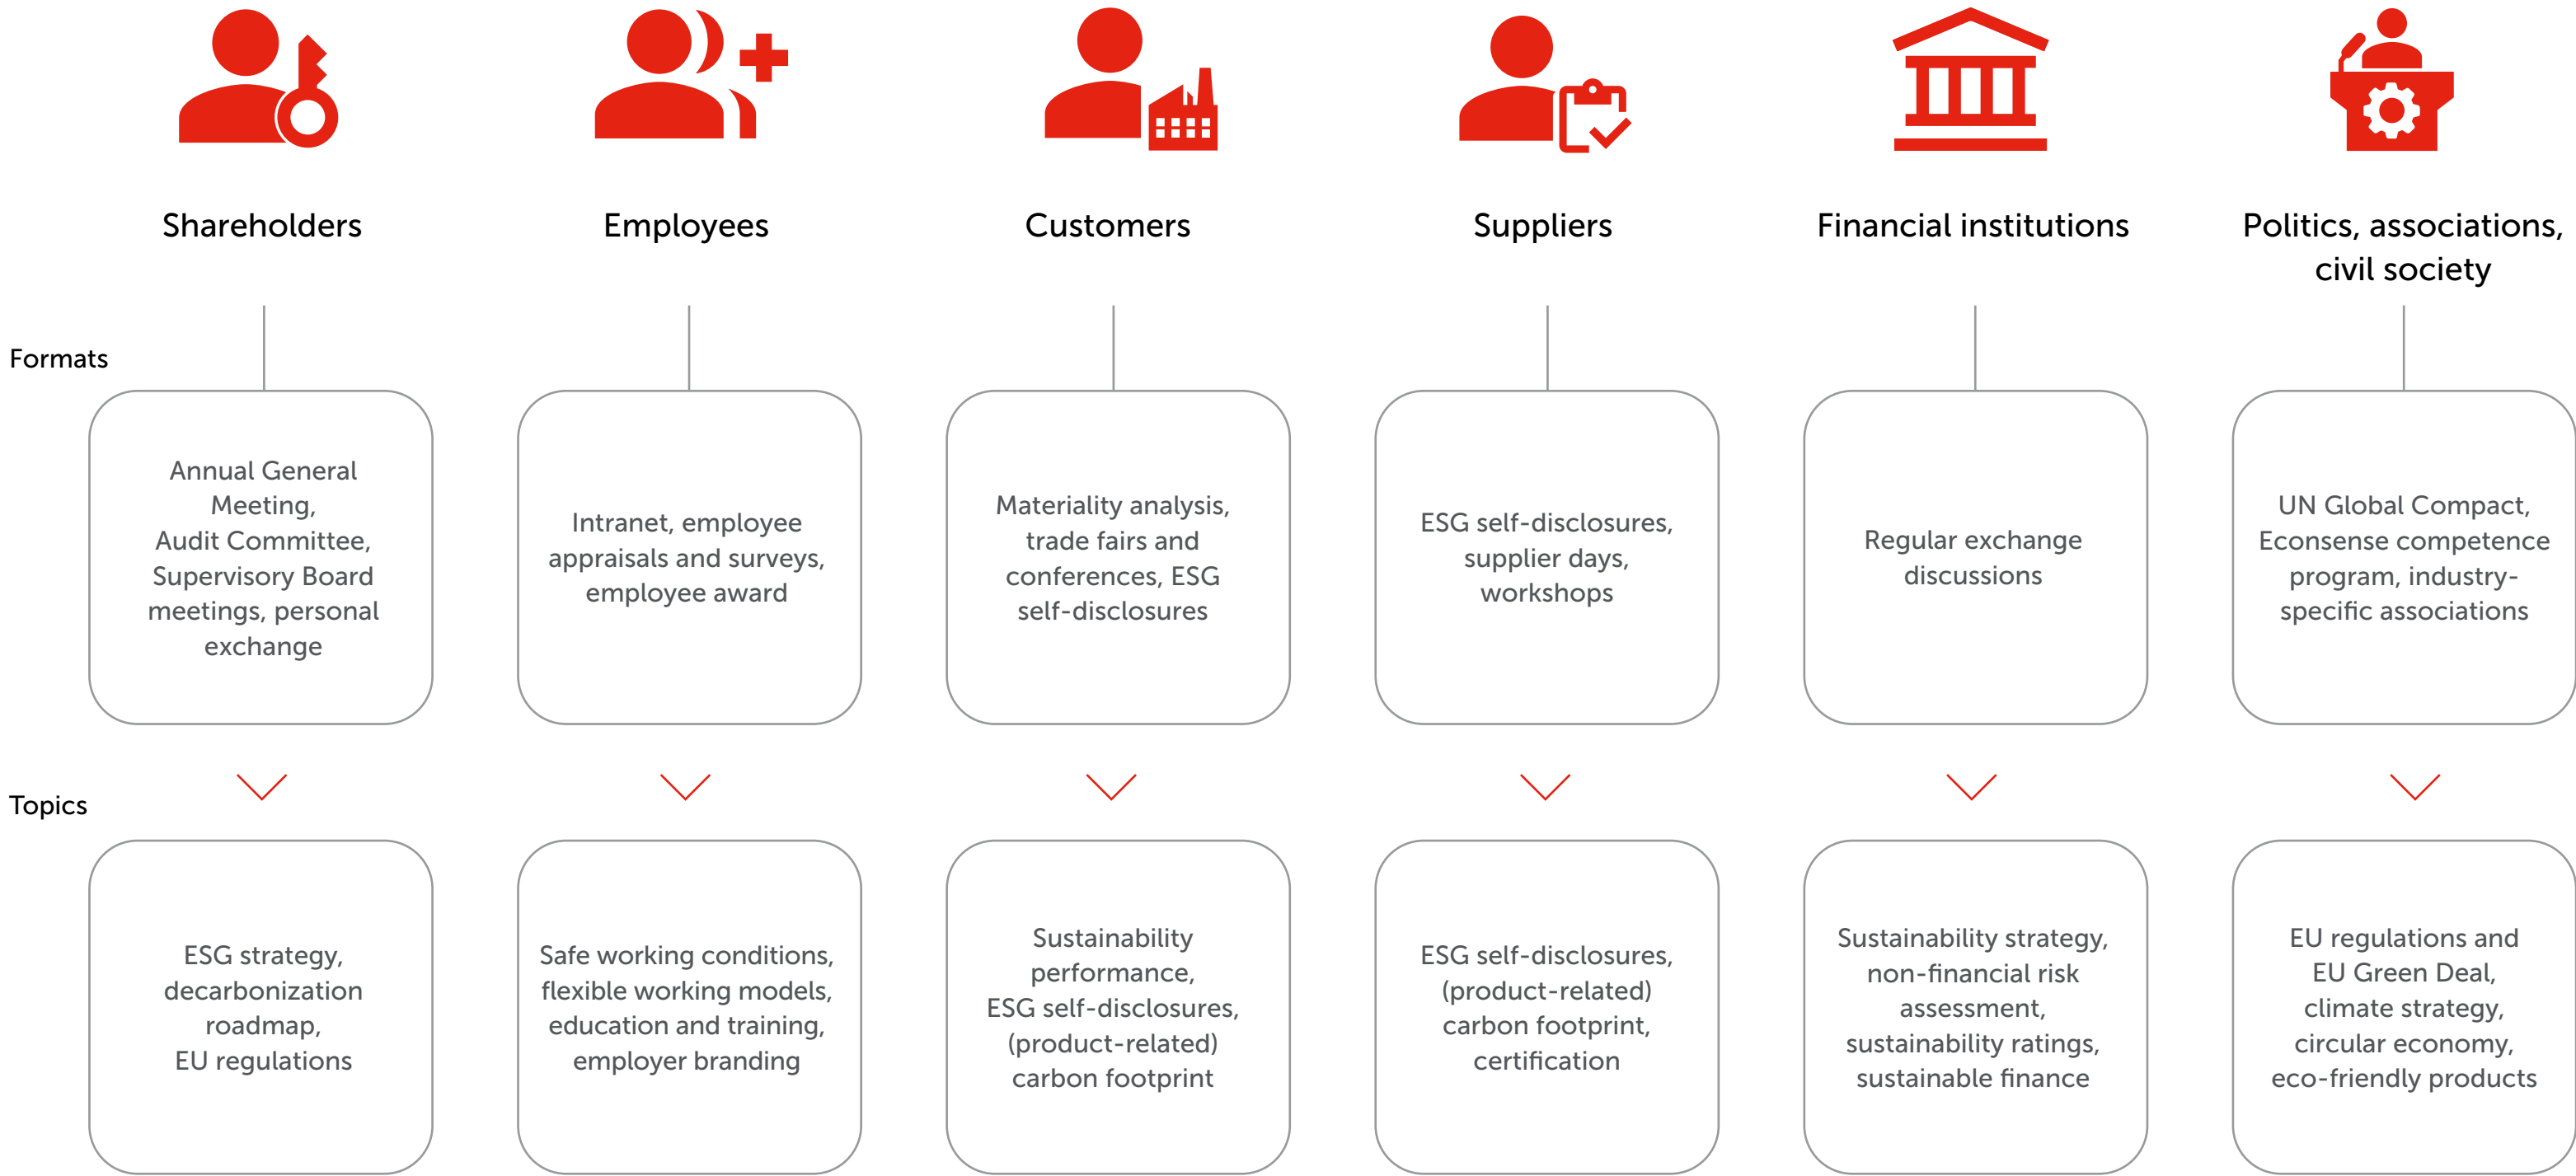 Shareholders
Employees
Customers
Suppliers
Financial institutions
Politics, associations,
civil society
Formats
Annual General
Meeting,
Audit Committee,
Supervisory Board
meetings, personal
exchange
Intranet, employee
appraisals and surveys,
employee award
Materiality analysis,
trade fairs and
conferences, ESG
self-disclosures
ESG self-disclosures,
supplier days,
workshops
Regular exchange
discussions
UN Global Compact,
Econsense competence
program, industry-
specific associations
Topics
ESG strategy,
decarbonization
roadmap,
EU regulations
Safe working conditions,
flexible working models,
education and training,
employer branding
Sustainability
performance,
ESG self-disclosures,
(product-related)
carbon footprint
ESG self-disclosures,
(product-related)
carbon footprint,
certification
Sustainability strategy,
non-financial risk
assessment,
sustainability ratings,
sustainable finance
EU regulations and
EU Green Deal,
climate strategy,
circular economy,
eco-friendly products